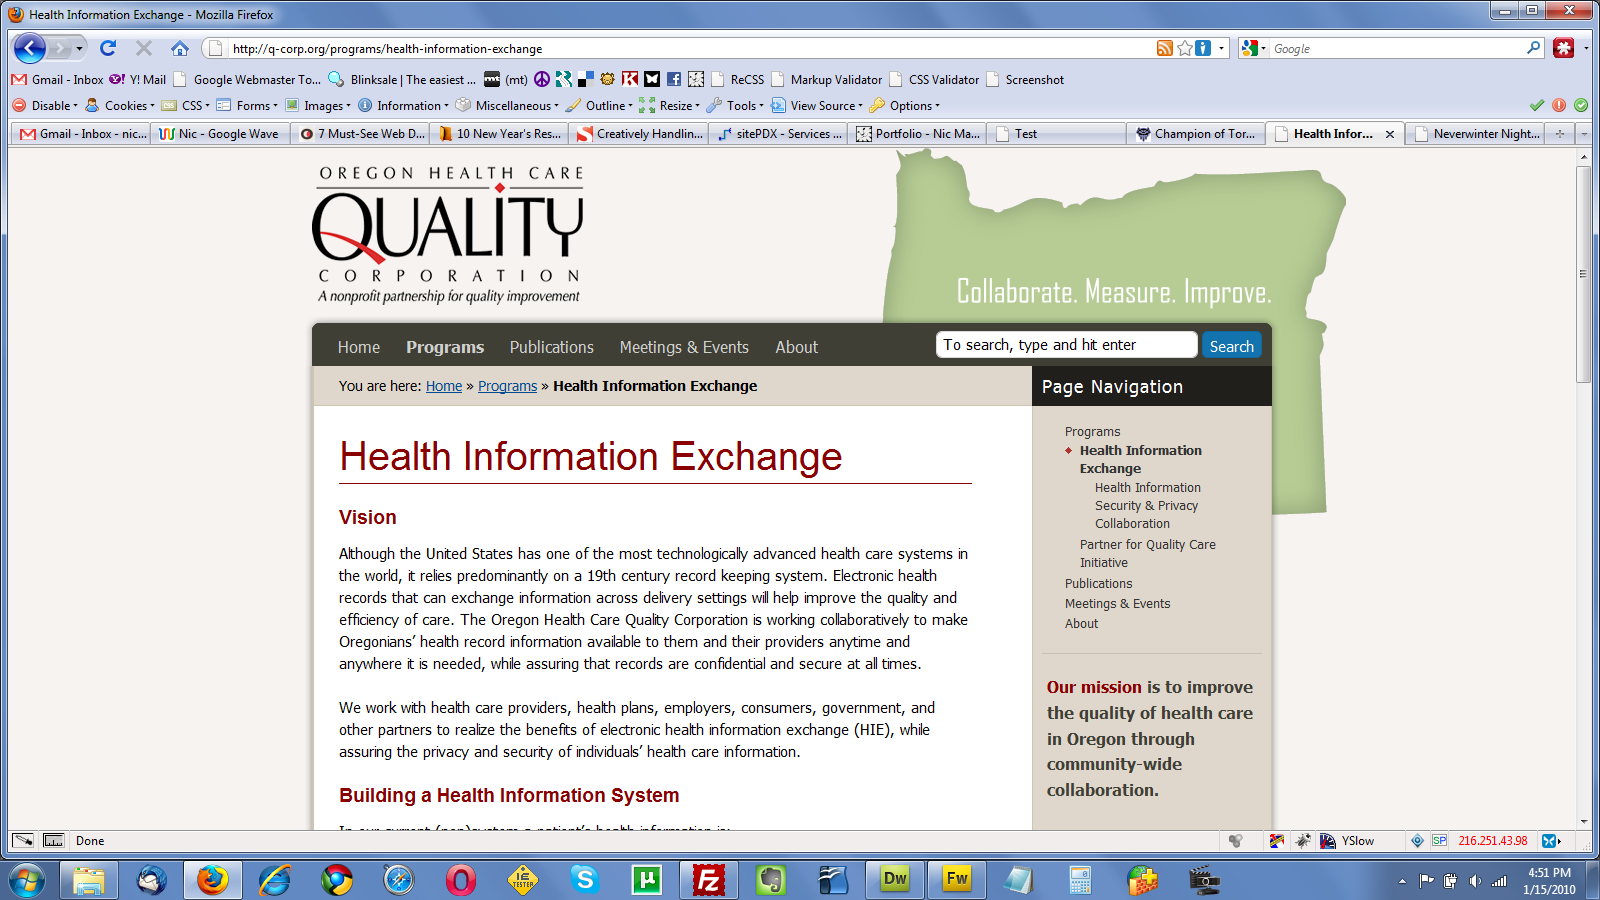 Health Information Exchange - Mozilla Firefox
http://q-corp.org/programs/health-information-exchange
Google
Gmail - Inbox Y! Mail Google Webmaster To... Blinksale | The easiest ... (mt) ReCSS Markup Validator CSS Validator Screenshot
Disable Cookies CSS Forms Images Information Miscellaneous Outline Resize Tools View Source Options
Gmail - Inbox - nic... Nic - Google Wave 7 Must-See Web D... 10 New Year's Res... Creatively Handlin... sitePDX - Services ... Portfolio - Nic Ma... Test Champion of Tor... Health Infor... Neverwinter Night...
OREGON HEALTH CARE
QUALITY
CORPORATION
A nonprofit partnership for quality improvement
Collaborate. Measure. Improve.
Home Programs Publications Meetings & Events About
To search, type and hit enter
Search
You are here: Home » Programs » Health Information Exchange
Health Information Exchange
Vision
Although the United States has one of the most technologically advanced health care systems in
the world, it relies predominantly on a 19th century record keeping system. Electronic health
records that can exchange information across delivery settings will help improve the quality and
efficiency of care. The Oregon Health Care Quality Corporation is working collaboratively to make
Oregonians’ health record information available to them and their providers anytime and
anywhere it is needed, while assuring that records are confidential and secure at all times.
We work with health care providers, health plans, employers, consumers, government, and
other partners to realize the benefits of electronic health information exchange (HIE), while
assuring the privacy and security of individuals’ health care information.
Building a Health Information System
In our current (non)system a patient’s health information is:
Page Navigation
Programs
Health Information
Exchange
Health Information
Security & Privacy
Collaboration
Partner for Quality Care
Initiative
Publications
Meetings & Events
About
Our mission is to improve
the quality of health care
in Oregon through
community-wide
collaboration.
Done
YSlow
SP
216.251.43.98
IE
TESTER
Dw
Fw
4:51 PM
1/15/2010